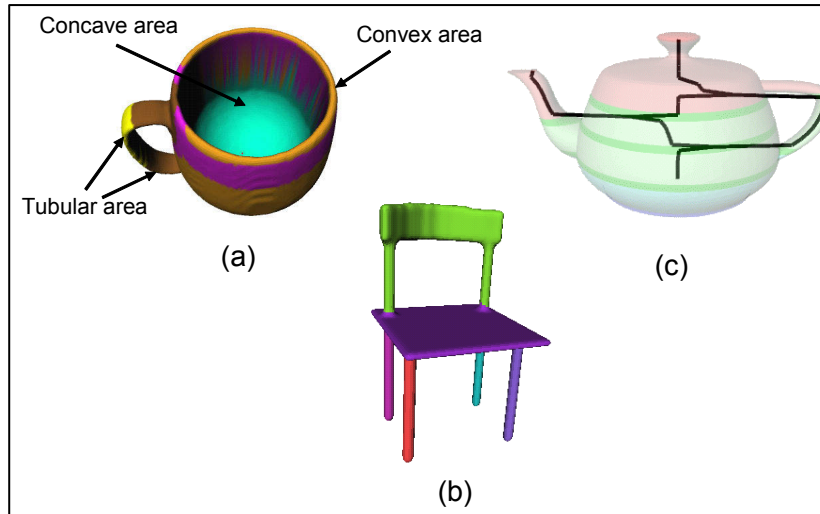 Concave area
Convex area
Tubular area
(a)
(c)
(b)